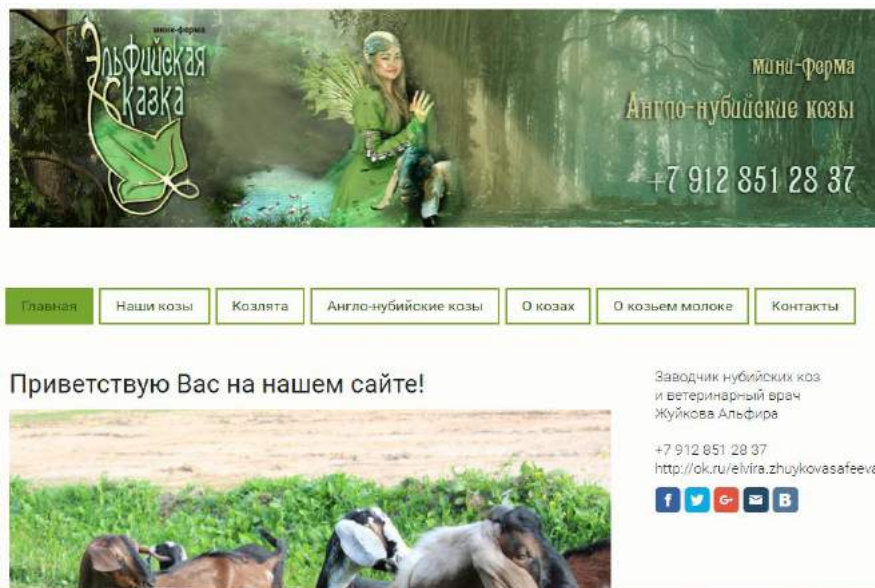 мини-ферма
Эльфийская
Сказка
мини-ферма
Англо-нубийские козы
+7 912 851 28 37
Главная
Наши козы
Козлята
Англо-нубийские козы
О козах
О козьем молоке
Контакты
Приветствую Вас на нашем сайте!
Заводчик нубийских коз
и ветеринарный врач
Жуйкова Альфира
+7 912 851 28 37
http://ok.ru/elvira.zhuykovasafeeva